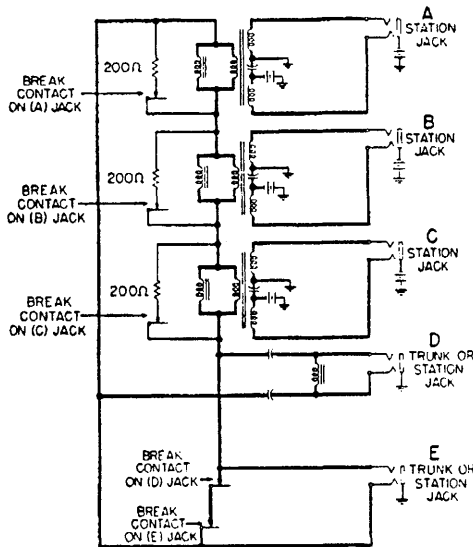 A
STATION
JACK
200Ω
BREAK
CONTACT
ON (A) JACK
B
STATION
JACK
200Ω
BREAK
CONTACT
ON (B) JACK
C
STATION
JACK
200Ω
BREAK
CONTACT
ON (C) JACK
D
TRUNK OR
STATION
JACK
BREAK
CONTACT
ON (D) JACK
E
TRUNK OR
STATION
JACK
BREAK
CONTACT
ON (E) JACK